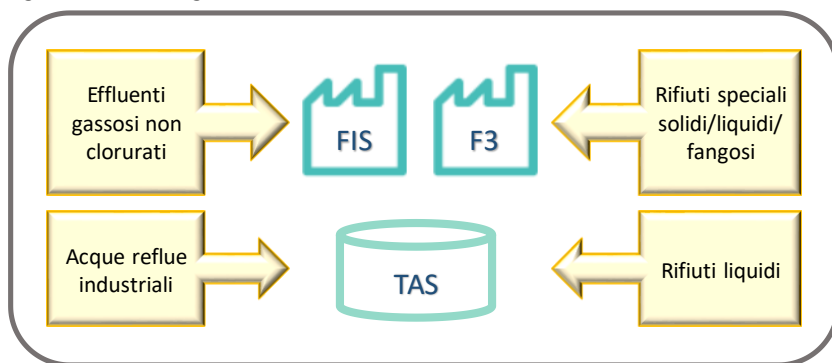 Effluenti
gassosi non
clorurati
FIS
F3
Rifiuti speciali
solidi/liquidi/
fangosi
Acque reflue
industriali
TAS
Rifiuti liquidi